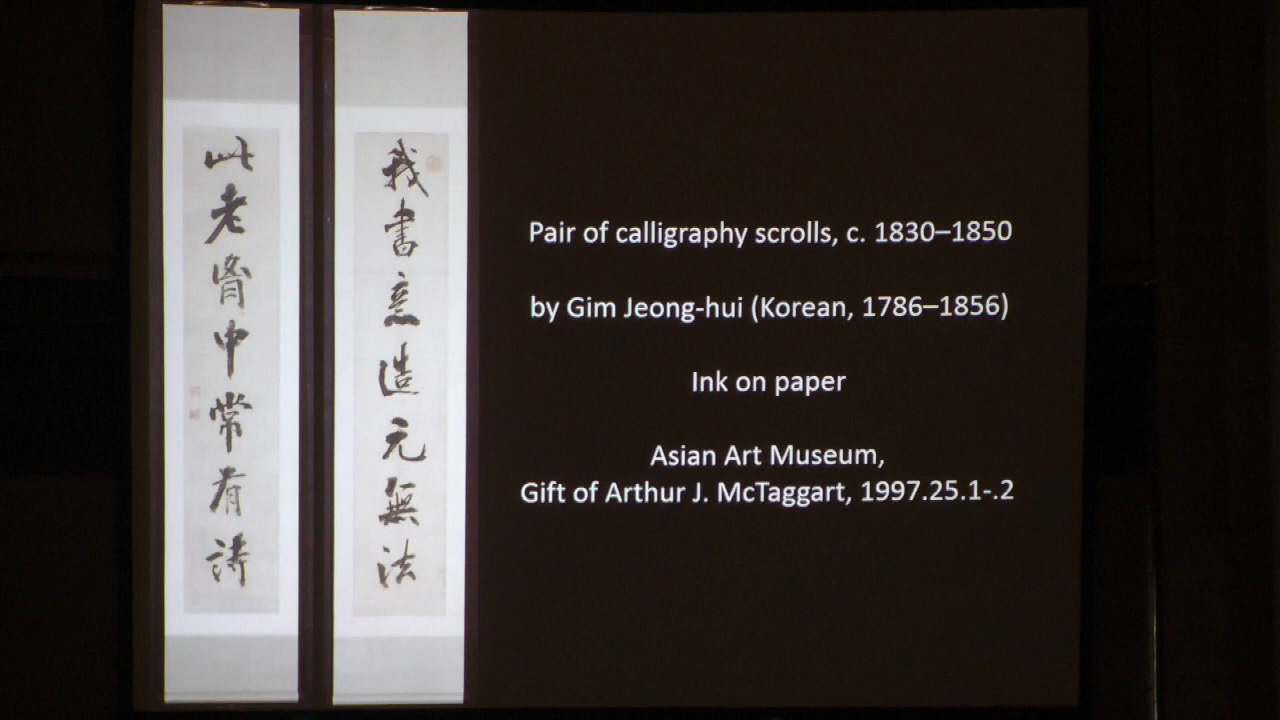 我書意造元無法
此老胷中常有詩
Pair of calligraphy scrolls, c. 1830–1850
by Gim Jeong-hui (Korean, 1786–1856)
Ink on paper
Asian Art Museum,
Gift of Arthur J. McTaggart, 1997.25.1-.2